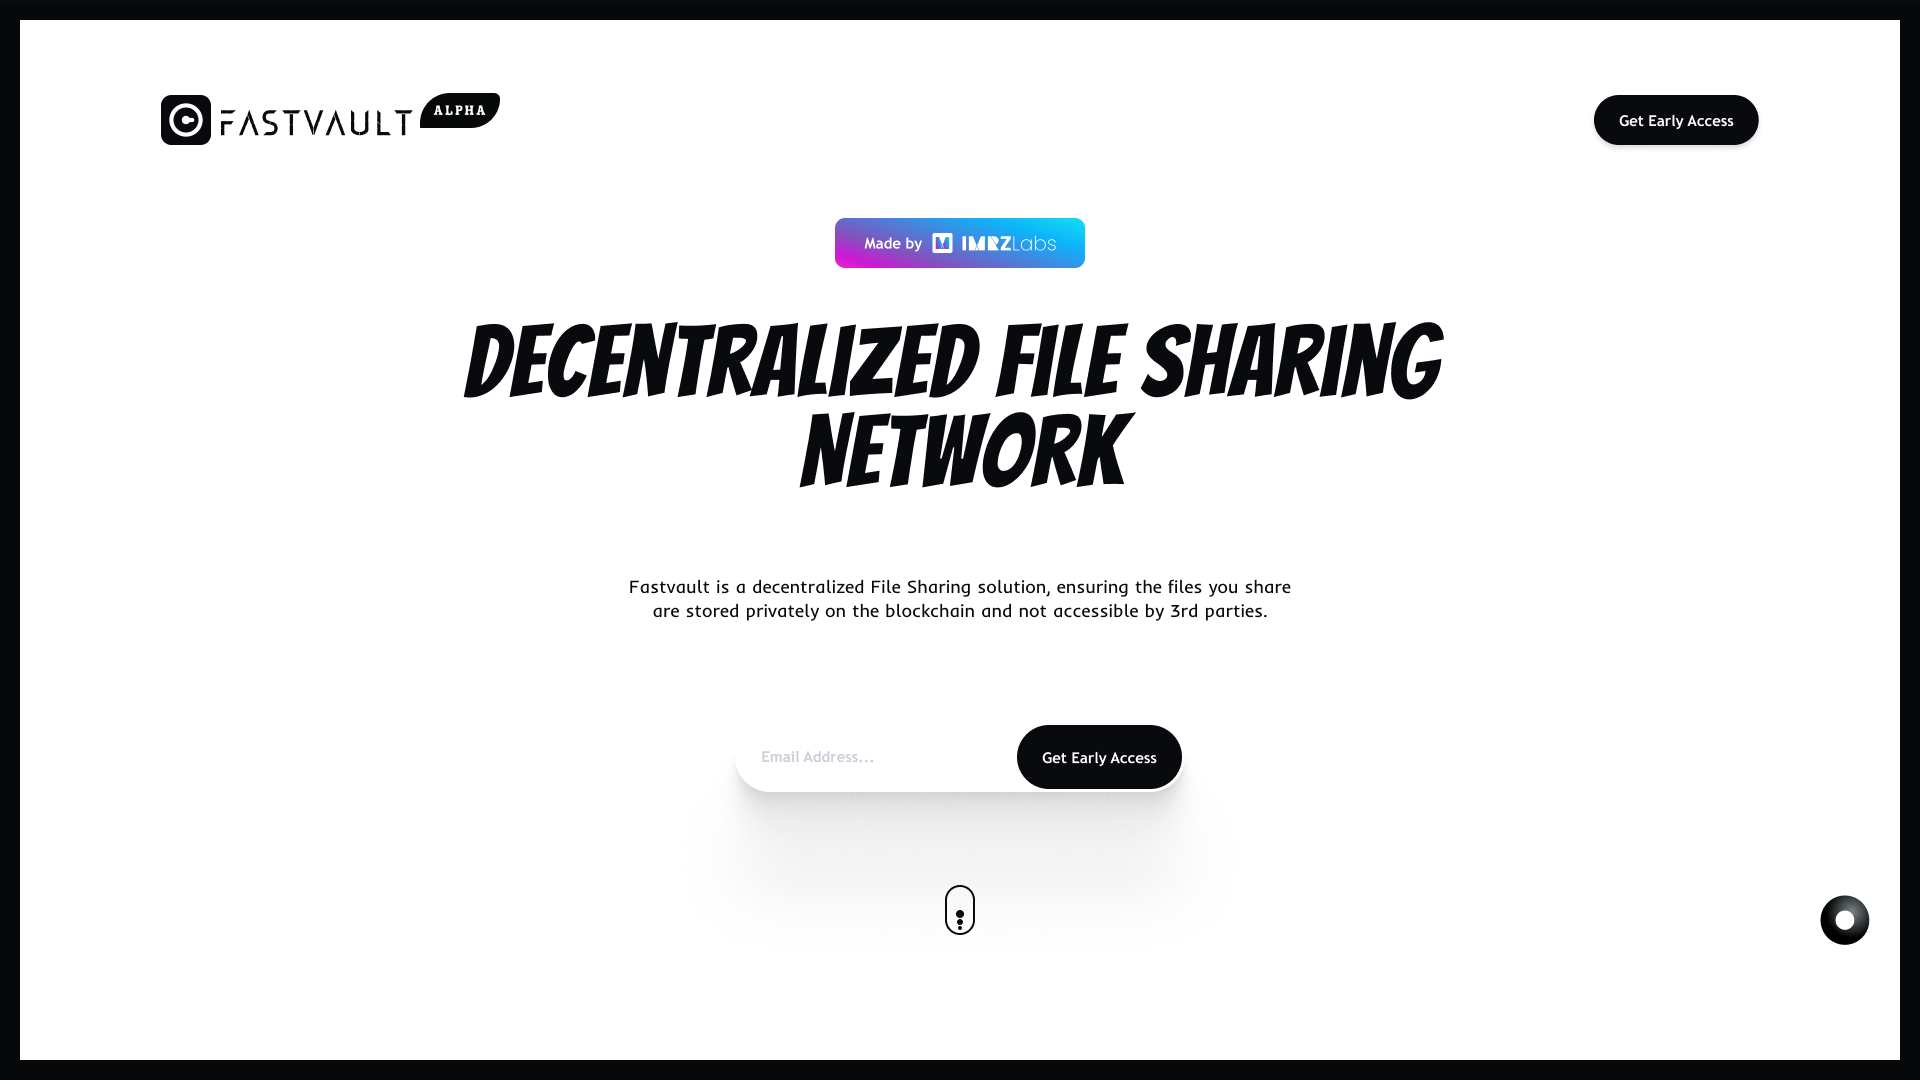 FASTVAULT ALPHA
Get Early Access
Made by IMRZLabs
DECENTRALIZED FILE SHARING
NETWORK
Fastvault is a decentralized File Sharing solution, ensuring the files you share
are stored privately on the blockchain and not accessible by 3rd parties.
Email Address...
Get Early Access